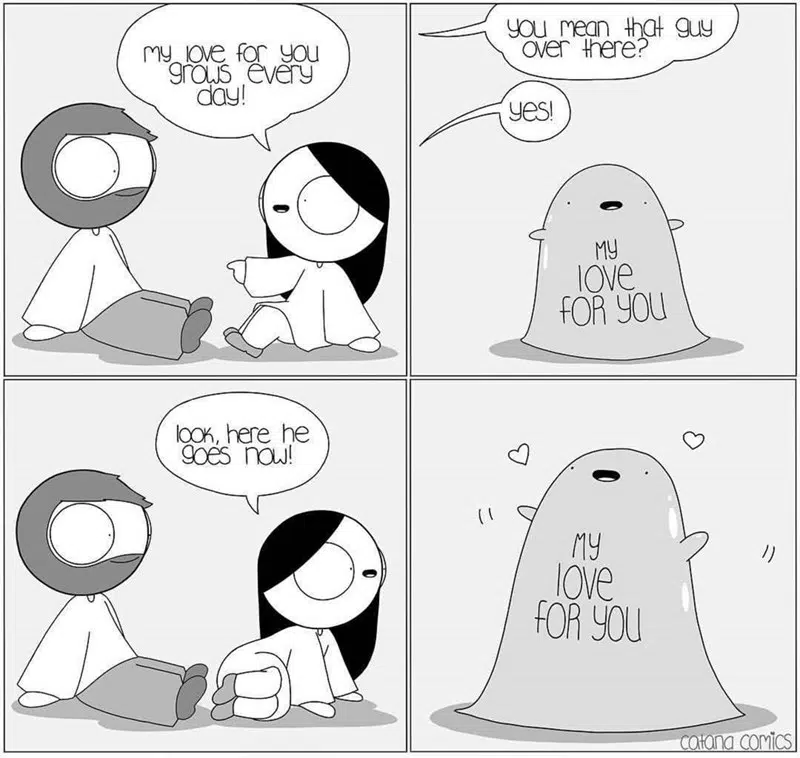 my love for you
grows every
day!
you mean that guy
over there?
yes!
My
love
FOR YOU
look, here he
goes now!
My
love
FOR YOU
catana comics